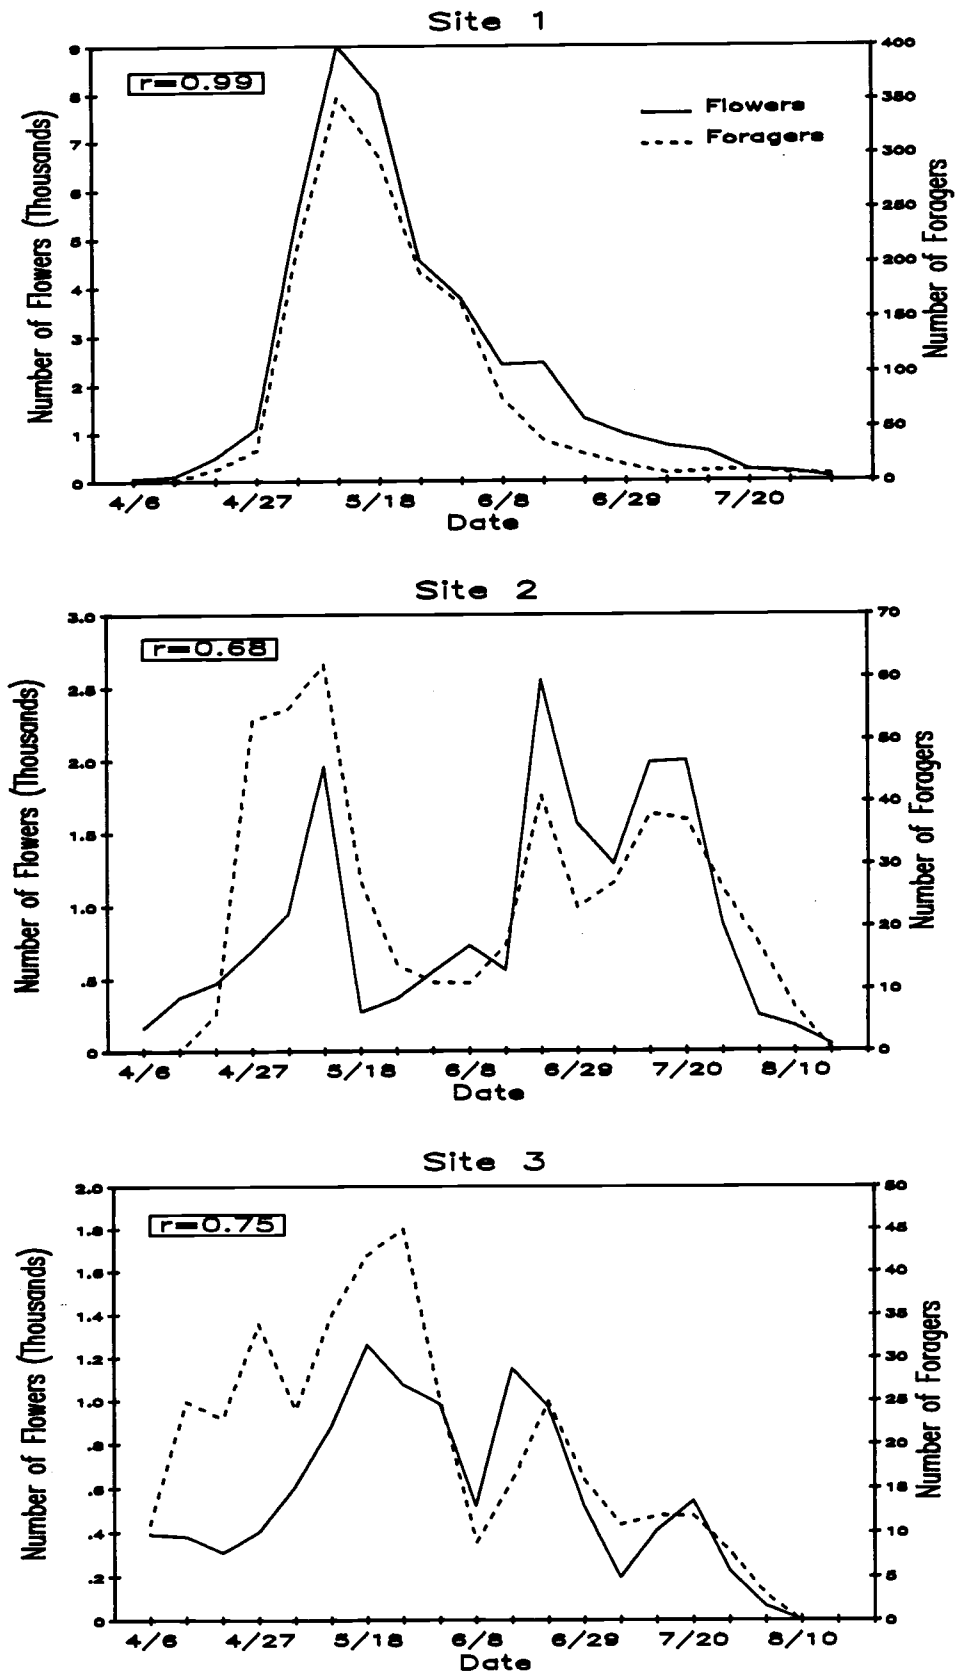 Site 1
r=0.99
Flowers
Foragers
Number of Flowers (Thousands)
9
8
7
6
5
4
3
2
1
0
400
350
300
250
200
150
100
50
0
Number of Foragers
4/6 4/27 5/18 6/8 6/29 7/20
Date
Site 2
r=0.68
Number of Flowers (Thousands)
3.0
2.5
2.0
1.5
1.0
.5
0
70
60
50
40
30
20
10
0
Number of Foragers
4/6 4/27 5/18 6/8 6/29 7/20 8/10
Date
Site 3
r=0.75
Number of Flowers (Thousands)
2.0
1.8
1.6
1.4
1.2
1.0
.8
.6
.4
.2
0
50
45
40
35
30
25
20
15
10
5
0
Number of Foragers
4/6 4/27 5/18 6/8 6/29 7/20 8/10
Date